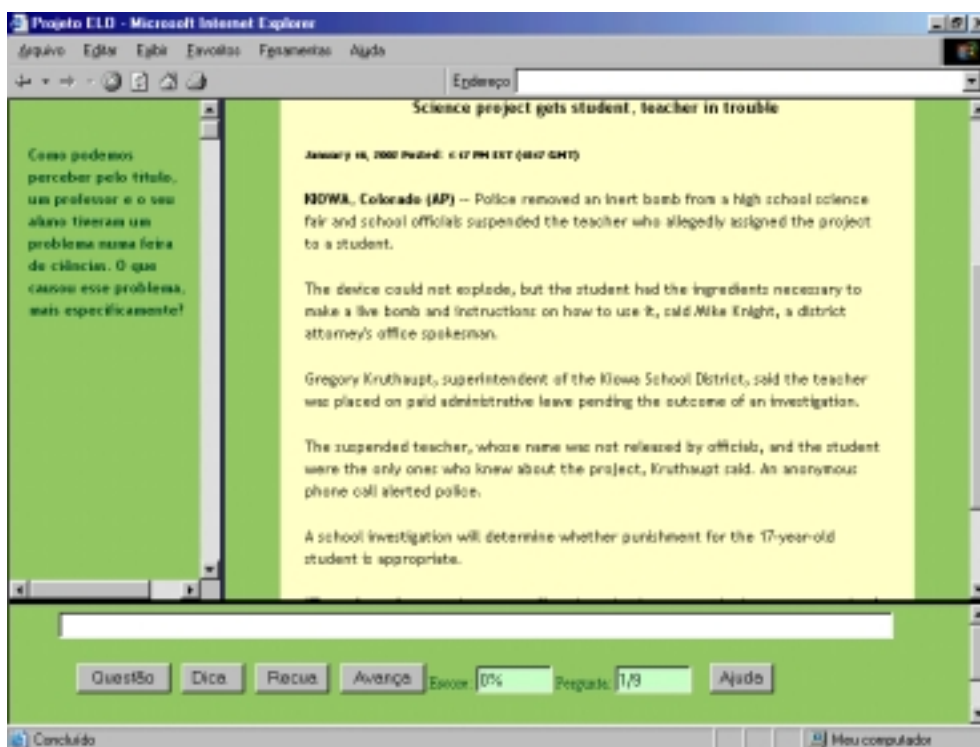 Projeto ELO - Microsoft Internet Explorer
Arquivo Editar Exibir Favoritos Ferramentas Ajuda
Endereço
Como podemos
perceber pelo título,
um professor e o seu
aluno tiveram um
problema numa feira
de ciências. O que
causou esse problema,
mais especificamente?
Science project gets student, teacher in trouble
January 16, 2002 Posted: PM EST GMT)
KIOWA, Colorado (AP) -- Police removed an inert bomb from a high school science
fair and school officials suspended the teacher who allegedly assigned the project
to a student.
The device could not explode, but the student had the ingredients necessary to
make a live bomb and instructions on how to use it, said Mike Knight, a district
attorney's office spokesman.
Gregory Kruthaupt, superintendent of the Kiowa School District, said the teacher
was placed on paid administrative leave pending the outcome of an investigation.
The suspended teacher, whose name was not released by officials, and the student
were the only ones who knew about the project, Kruthaupt said. An anonymous
phone call alerted police.
A school investigation will determine whether punishment for the 17-year-old
student is appropriate.
Questão Dica Recua Avança Escore: 0% Pergunta: 1/9 Ajuda
Concluído Meu computador